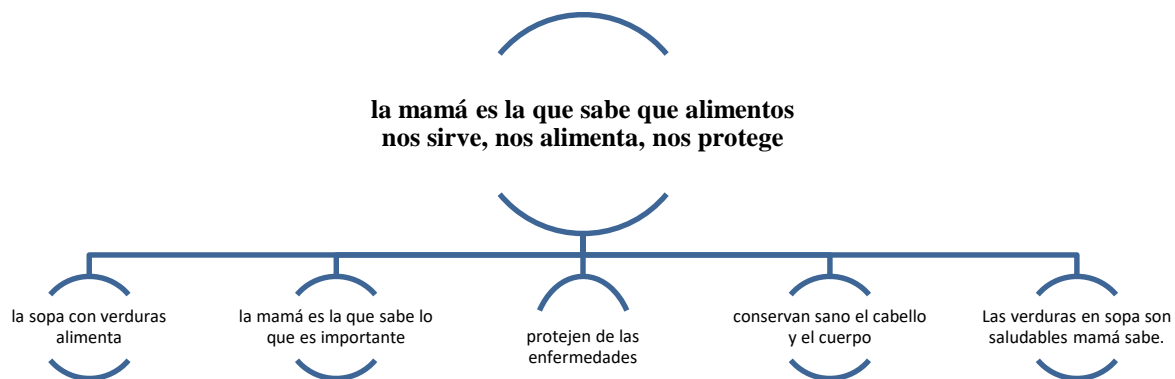 la mamá es la que sabe que alimentos
nos sirve, nos alimenta, nos protege
la sopa con verduras
alimenta
la mamá es la que sabe lo
que es importante
protejen de las
enfermedades
conservan sano el cabello
y el cuerpo
Las verduras en sopa son
saludables mamá sabe.